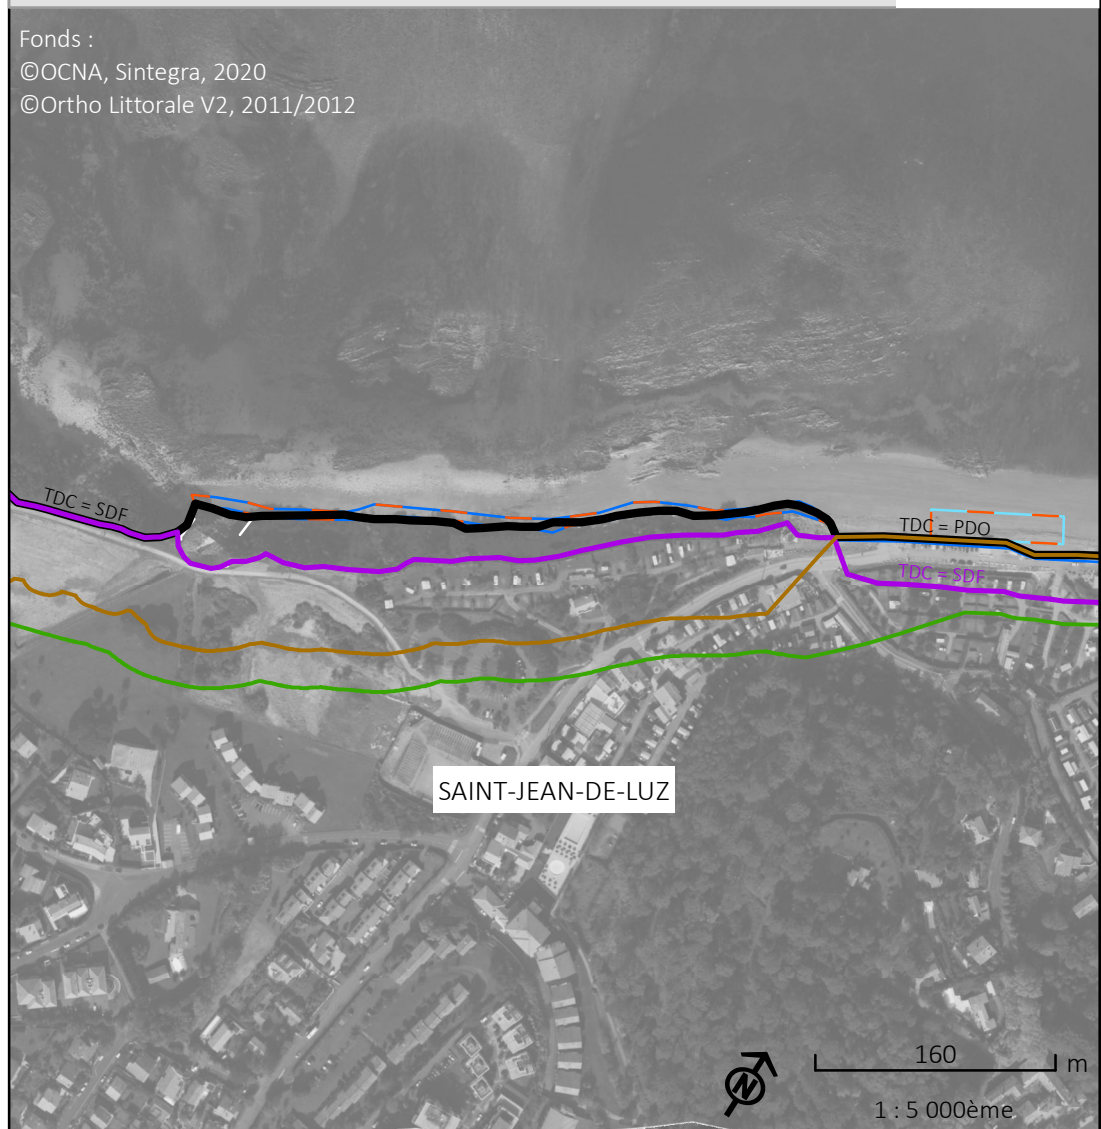 Fonds :
©OCNA, Sintegra, 2020
©Ortho Littorale V2, 2011/2012
TDC = SDF
TDC = PDO
TDC = SDF
SAINT-JEAN-DE-LUZ
N
160
m
1 : 5 000ème